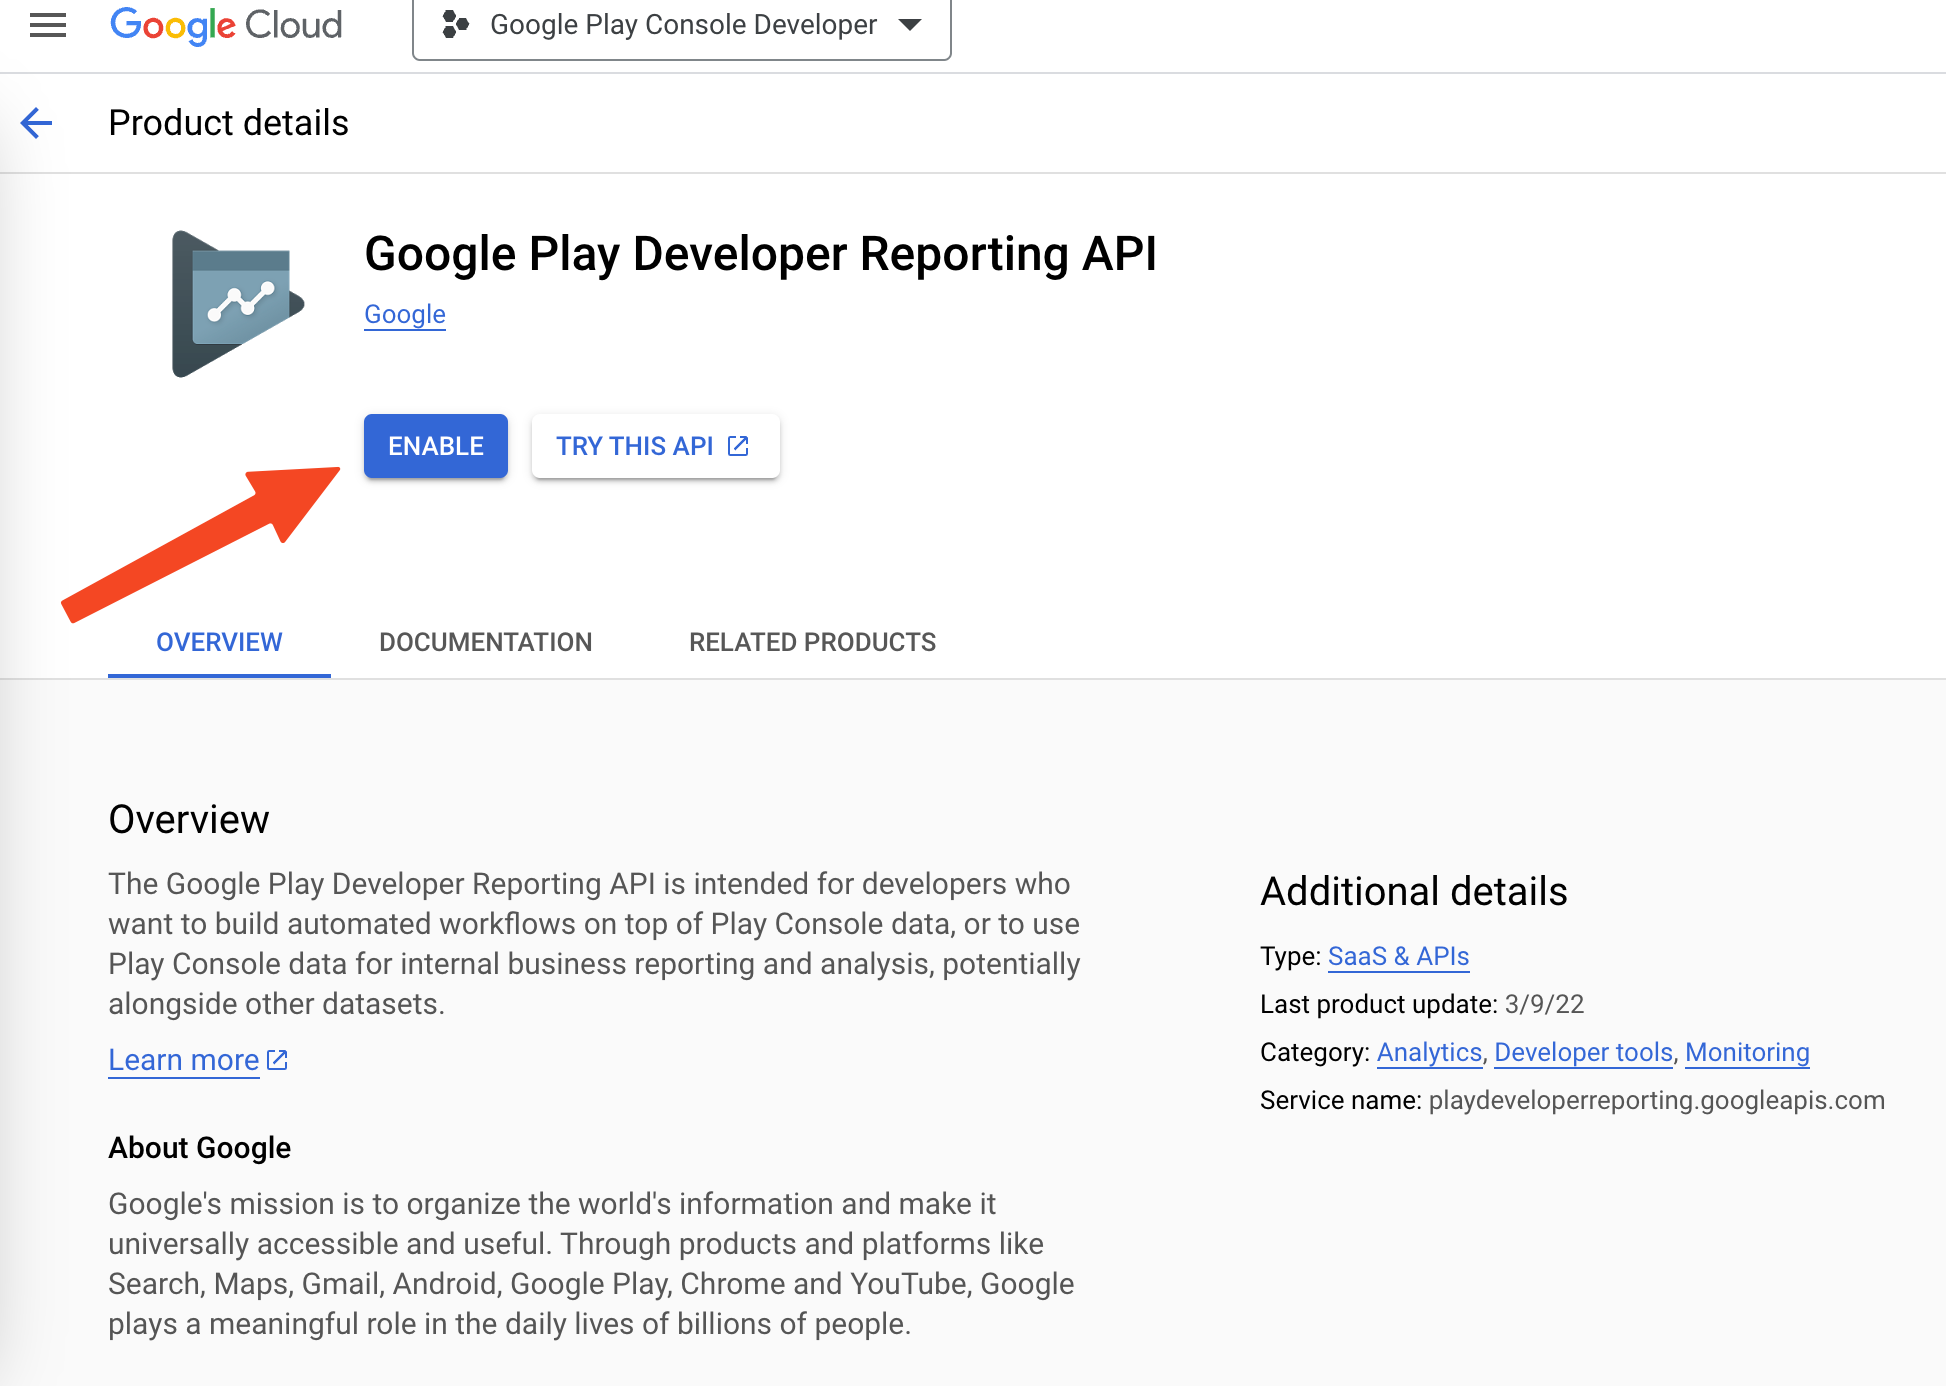 Google Cloud
Google Play Console Developer
Product details
Google Play Developer Reporting API
Google
ENABLE
TRY THIS API
OVERVIEW
DOCUMENTATION
RELATED PRODUCTS
Overview
The Google Play Developer Reporting API is intended for developers who
want to build automated workflows on top of Play Console data, or to use
Play Console data for internal business reporting and analysis, potentially
alongside other datasets.
Learn more
About Google
Google's mission is to organize the world's information and make it
universally accessible and useful. Through products and platforms like
Search, Maps, Gmail, Android, Google Play, Chrome and YouTube, Google
plays a meaningful role in the daily lives of billions of people.
Additional details
Type: SaaS & APIs
Last product update: 3/9/22
Category: Analytics, Developer tools, Monitoring
Service name: playdeveloperreporting.googleapis.com